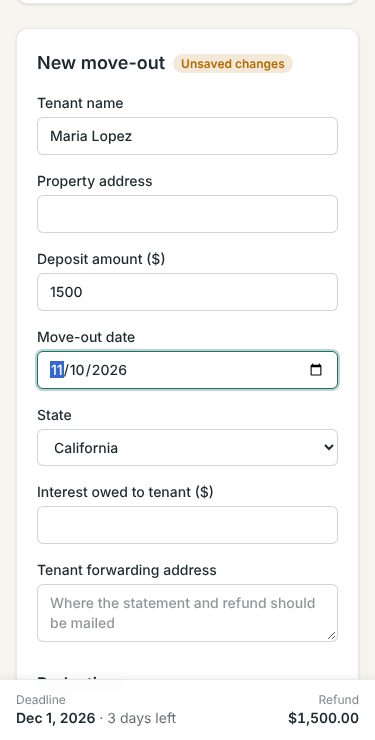 New move-out
Unsaved changes
Tenant name
Maria Lopez
Property address
Deposit amount ($)
1500
Move-out date
11/10/2026
State
California
Interest owed to tenant ($)
Tenant forwarding address
Where the statement and refund should
be mailed
Deadline
Refund
Dec 1, 2026 · 3 days left
$1,500.00